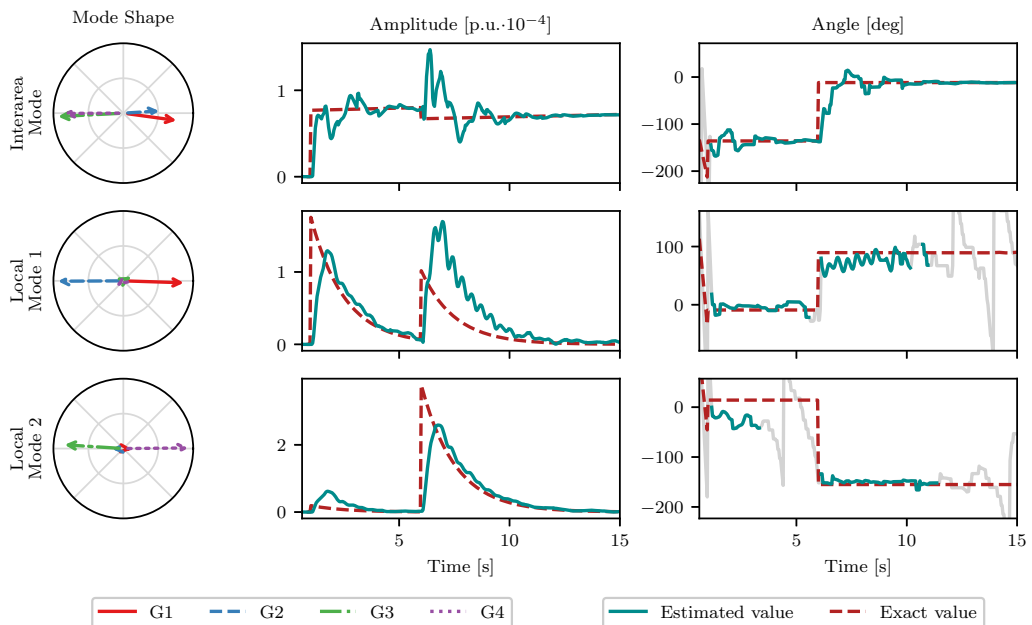 Mode Shape
Amplitude [p.u.·10⁻⁴]
Angle [deg]
Interarea
Mode
1
0
0
−100
−200
Local
Mode 1
1
0
100
0
Local
Mode 2
2
0
0
−100
−200
5
10
15
5
10
15
Time [s]
Time [s]
G1
G2
G3
G4
Estimated value
Exact value